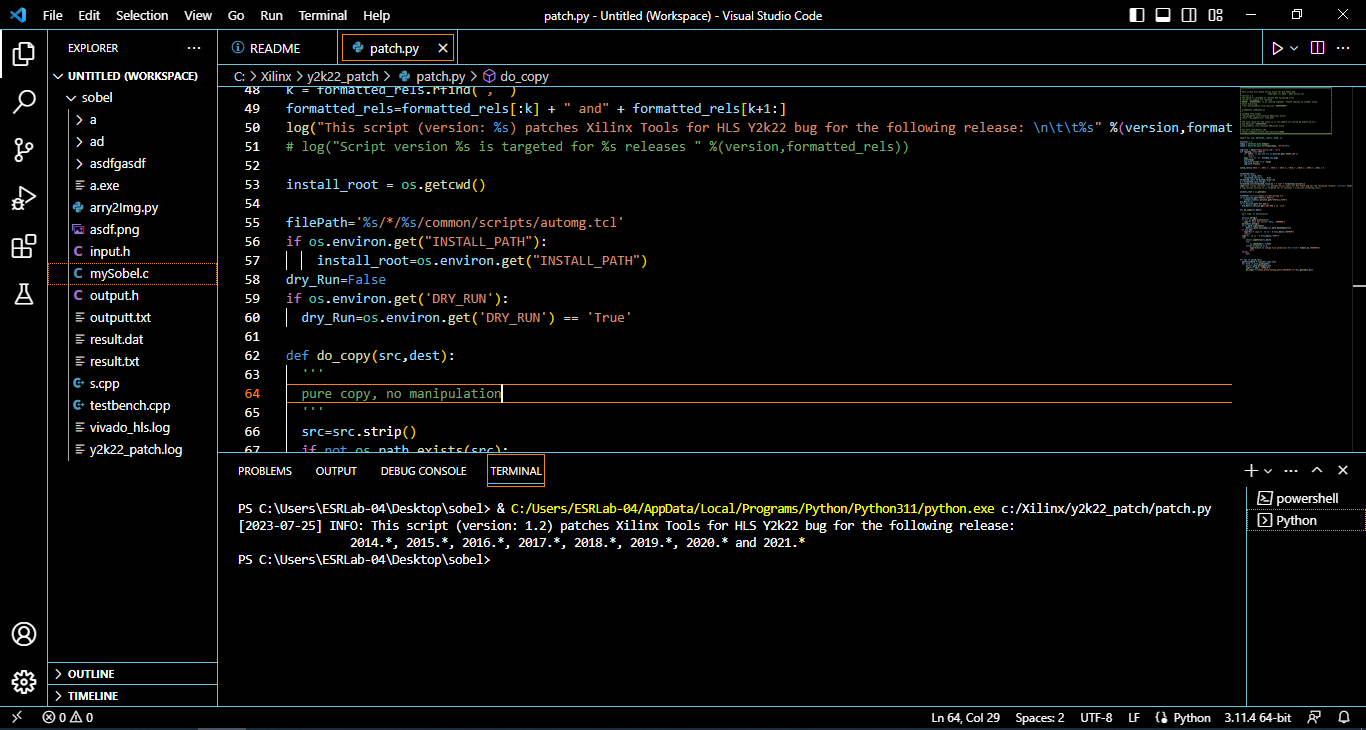 File Edit Selection View Go Run Terminal Help
patch.py - Untitled (Workspace) - Visual Studio Code
EXPLORER
UNTITLED (WORKSPACE)
sobel
a
ad
asdfgasdf
a.exe
arry2Img.py
asdf.png
input.h
mySobel.c
output.h
outputt.txt
result.dat
result.txt
s.cpp
testbench.cpp
vivado_hls.log
y2k22_patch.log
OUTLINE
TIMELINE
README
patch.py
C: > Xilinx > y2k22_patch > patch.py > do_copy
48 k = formatted_rels.rfind(",")
49 formatted_rels=formatted_rels[:k] + " and" + formatted_rels[k+1:]
50 log("This script (version: %s) patches Xilinx Tools for HLS Y2k22 bug for the following release: \n\t\t%s" %(version,format
51 # log("Script version %s is targeted for %s releases " %(version,formatted_rels))
52
53 install_root = os.getcwd()
54
55 filePath='%s/*/%s/common/scripts/automg.tcl'
56 if os.environ.get("INSTALL_PATH"):
57 install_root=os.environ.get("INSTALL_PATH")
58 dry_Run=False
59 if os.environ.get('DRY_RUN'):
60 dry_Run=os.environ.get('DRY_RUN') == 'True'
61
62 def do_copy(src,dest):
63 '''
64 pure copy, no manipulation
65 '''
66 src=src.strip()
67 if not os.path.exists(src):
PROBLEMS OUTPUT DEBUG CONSOLE TERMINAL
PS C:\Users\ESRLab-04\Desktop\sobel> & C:/Users/ESRLab-04/AppData/Local/Programs/Python/Python311/python.exe c:/Xilinx/y2k22_patch/patch.py
[2023-07-25] INFO: This script (version: 1.2) patches Xilinx Tools for HLS Y2k22 bug for the following release:
2014.*, 2015.*, 2016.*, 2017.*, 2018.*, 2019.*, 2020.* and 2021.*
PS C:\Users\ESRLab-04\Desktop\sobel>
powershell
Python
0 0
Ln 64, Col 29 Spaces: 2 UTF-8 LF Python 3.11.4 64-bit